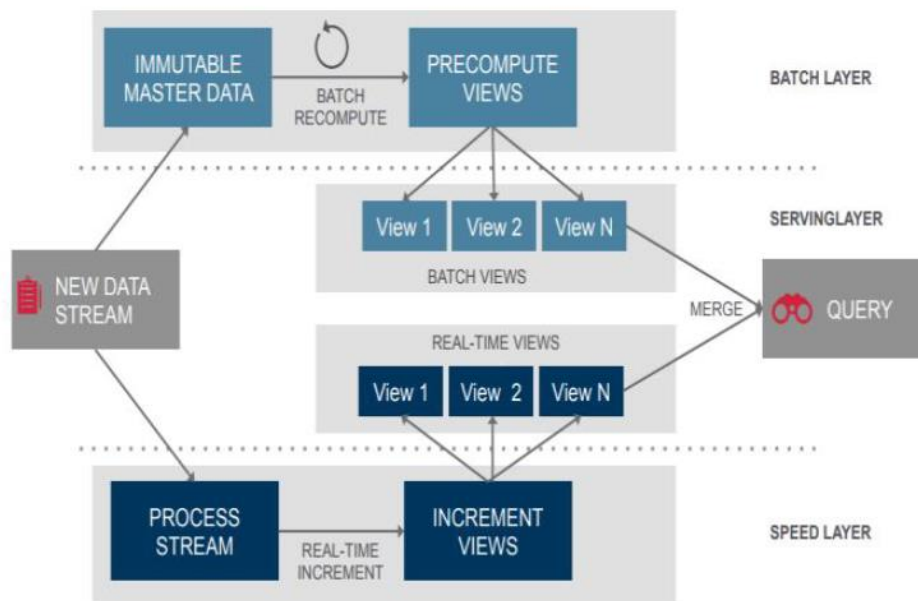 IMMUTABLE
MASTER DATA
BATCH
RECOMPUTE
PRECOMPUTE
VIEWS
BATCH LAYER
View 1
View 2
View N
BATCH VIEWS
SERVINGLAYER
NEW DATA
STREAM
MERGE
QUERY
REAL-TIME VIEWS
View 1
View 2
View N
PROCESS
STREAM
REAL-TIME
INCREMENT
INCREMENT
VIEWS
SPEED LAYER